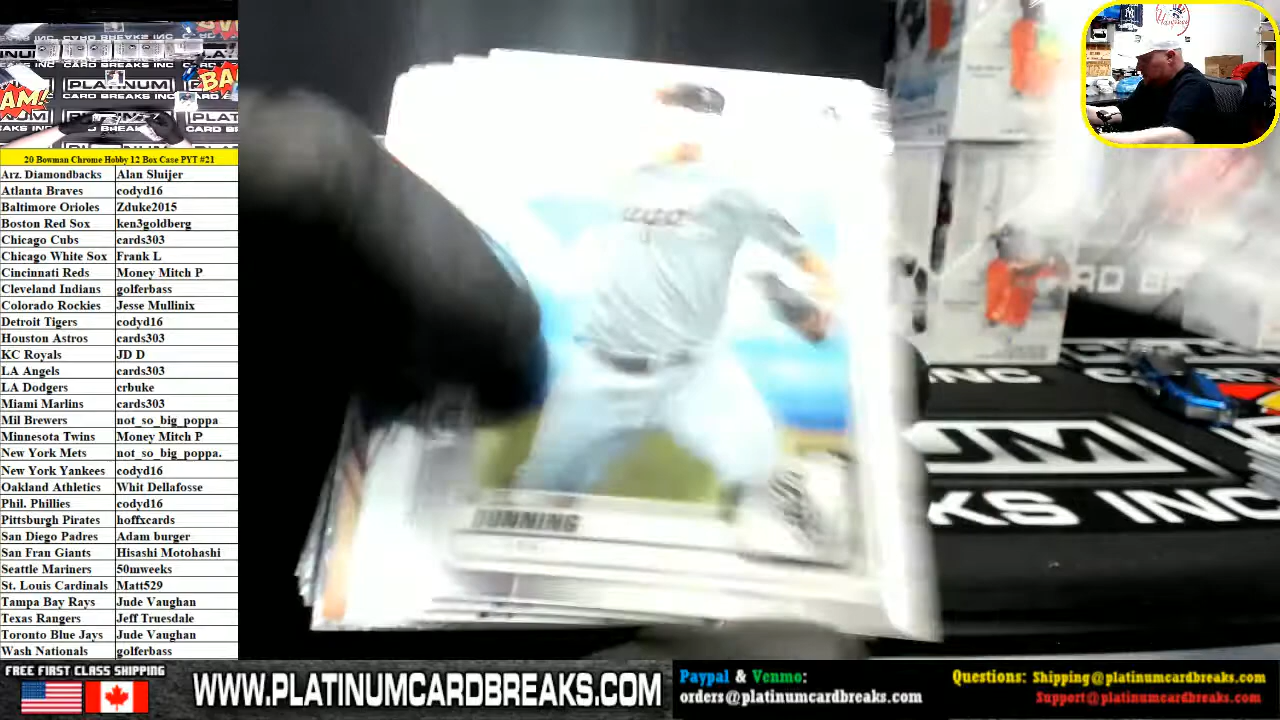 PLATINUM
CARD BREAKS INC
BAM!
20 Bowman Chrome Hobby 12 Box Case PYT #21
Arz. Diamondbacks Alan Sluijer
Atlanta Braves codyd16
Baltimore Orioles Zduke2015
Boston Red Sox ken3goldberg
Chicago Cubs cards303
Chicago White Sox Frank L
Cincinnati Reds Money Mitch P
Cleveland Indians golferbass
Colorado Rockies Jesse Mullinix
Detroit Tigers codyd16
Houston Astros cards303
KC Royals JD D
LA Angels cards303
LA Dodgers crbuke
Miami Marlins cards303
Mil Brewers not_so_big_poppa
Minnesota Twins Money Mitch P
New York Mets not_so_big_poppa.
New York Yankees codyd16
Oakland Athletics Whit Dellafosse
Phil. Phillies codyd16
Pittsburgh Pirates hoffxcards
San Diego Padres Adam burger
San Fran Giants Hisashi Motohashi
Seattle Mariners 50mweeks
St. Louis Cardinals Matt529
Tampa Bay Rays Jude Vaughan
Texas Rangers Jeff Truesdale
Toronto Blue Jays Jude Vaughan
Wash Nationals golferbass
DUNNING
FREE FIRST CLASS SHIPPING
WWW.PLATINUMCARDBREAKS.COM
Paypal & Venmo:
orders@platinumcardbreaks.com
Questions: Shipping@platinumcardbreaks.com
Support@platinumcardbreaks.com